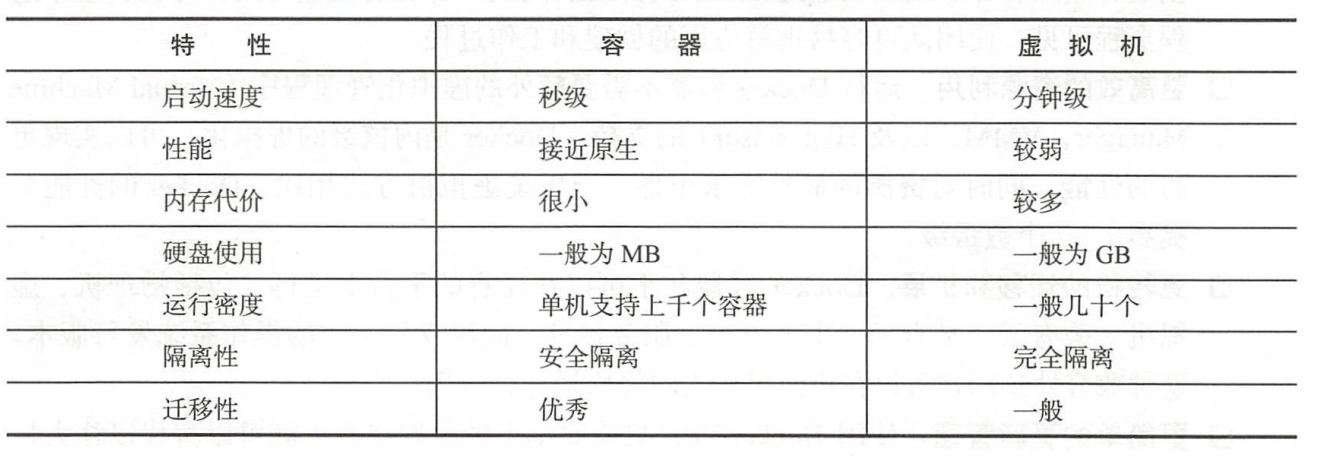 特 性 容 器 虚 拟 机
启动速度 秒级 分钟级
性能 接近原生 较弱
内存代价 很小 较多
硬盘使用 一般为 MB 一般为 GB
运行密度 单机支持上千个容器 一般几十个
隔离性 安全隔离 完全隔离
迁移性 优秀 一般